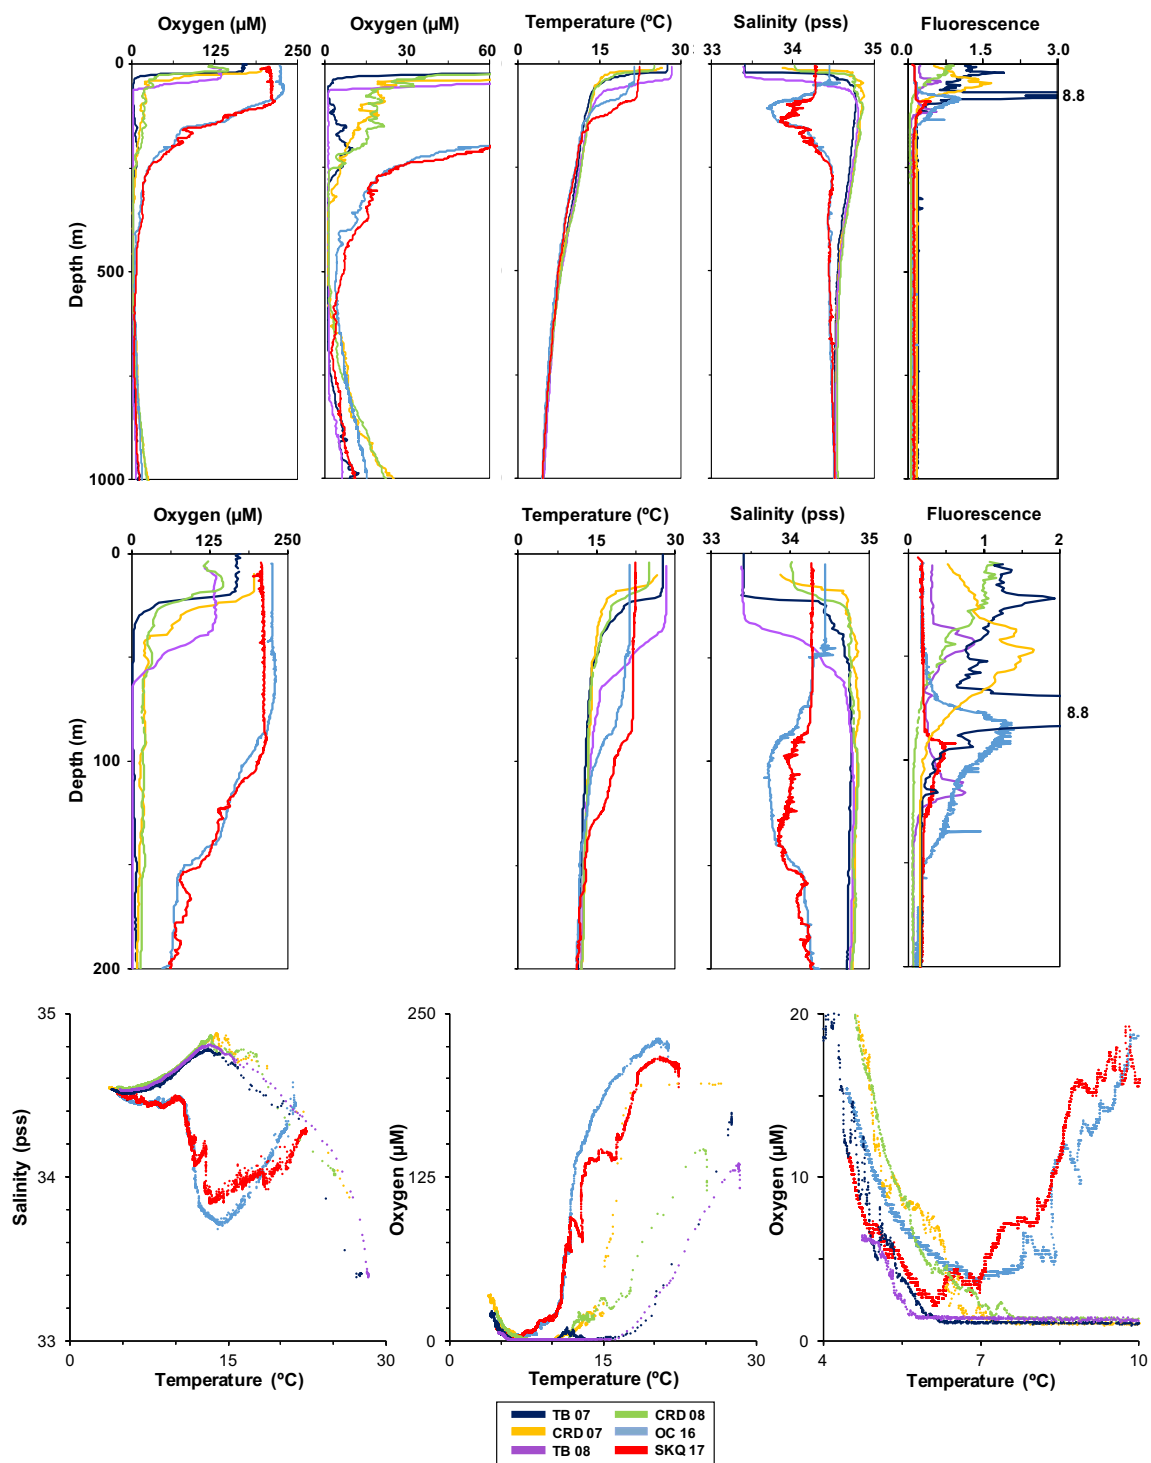 Oxygen (µM) Oxygen (µM) Temperature (ºC) Salinity (pss) Fluorescence
0 125 250 0 30 60 0 15 30 33 34 35 0.0 1.5 3.0
0
8.8
Depth (m)
500
1000
Oxygen (µM) Temperature (ºC) Salinity (pss) Fluorescence
0 125 250 0 15 30 33 34 35 0 1 2
0
8.8
Depth (m)
100
200
35 250 20
Salinity (pss) Oxygen (µM) Oxygen (µM)
34 125 10
33 0 0
0 15 30 0 15 30 4 7 10
Temperature (ºC) Temperature (ºC) Temperature (ºC)
TB 07 CRD 08
CRD 07 OC 16
TB 08 SKQ 17